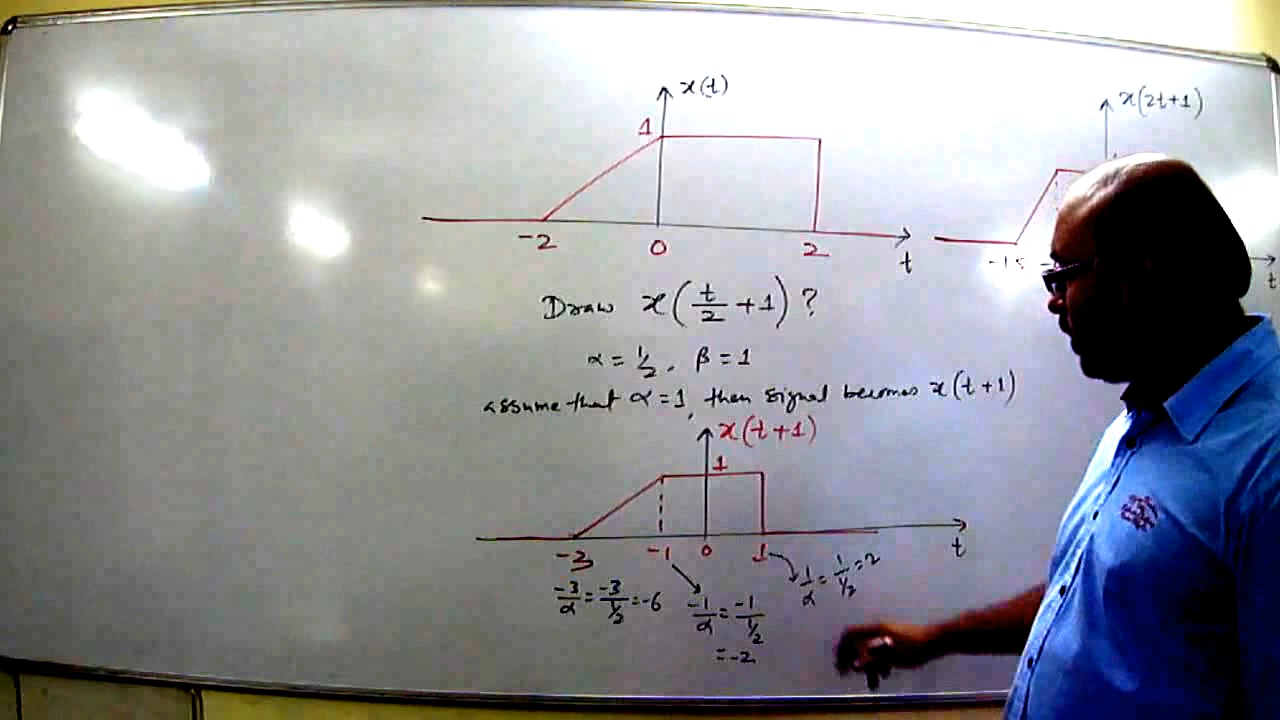 x(t)
1
-2 0 2 t
x(2t+1)
-1.5
t
Draw x(t/2 + 1) ?
α = 1/2, β = 1
assume that α = 1, then signal becomes x(t+1)
x(t+1)
1
-3 -1 0 1 t
-3/α = -3/1/2 = -6
-1/α = -1/1/2
= -2
1/α = 1/1/2 = 2